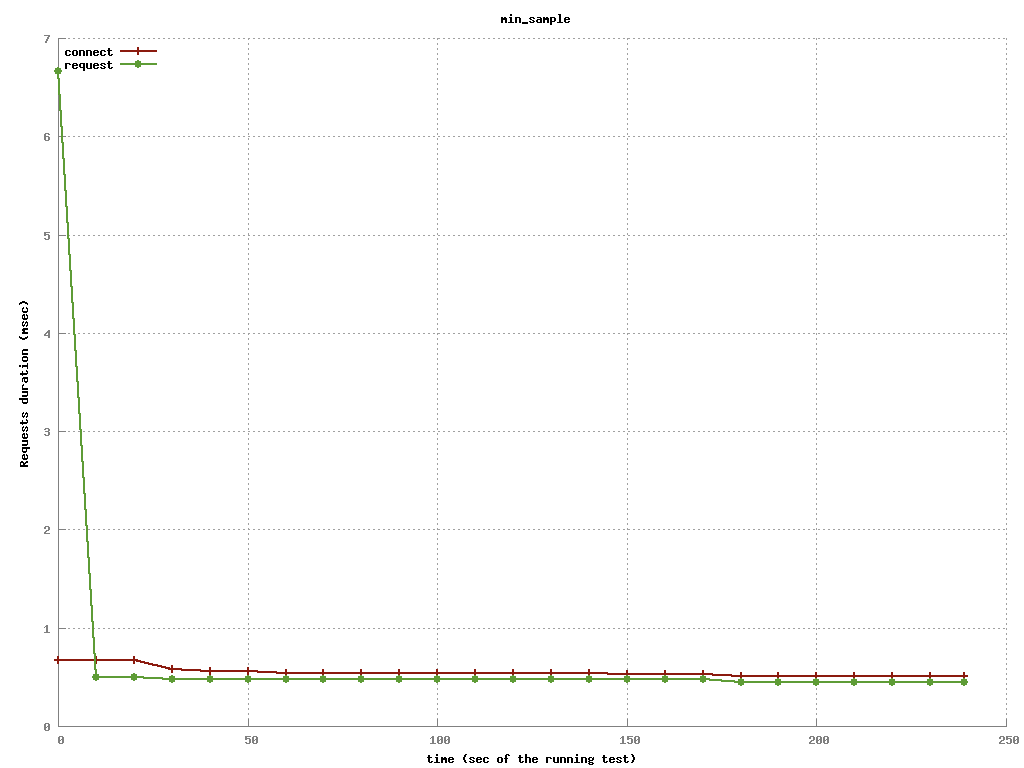 min_sample
connect
request
7
6
5
4
3
2
1
0
Requests duration (msec)
0 50 100 150 200 250
time (sec of the running test)